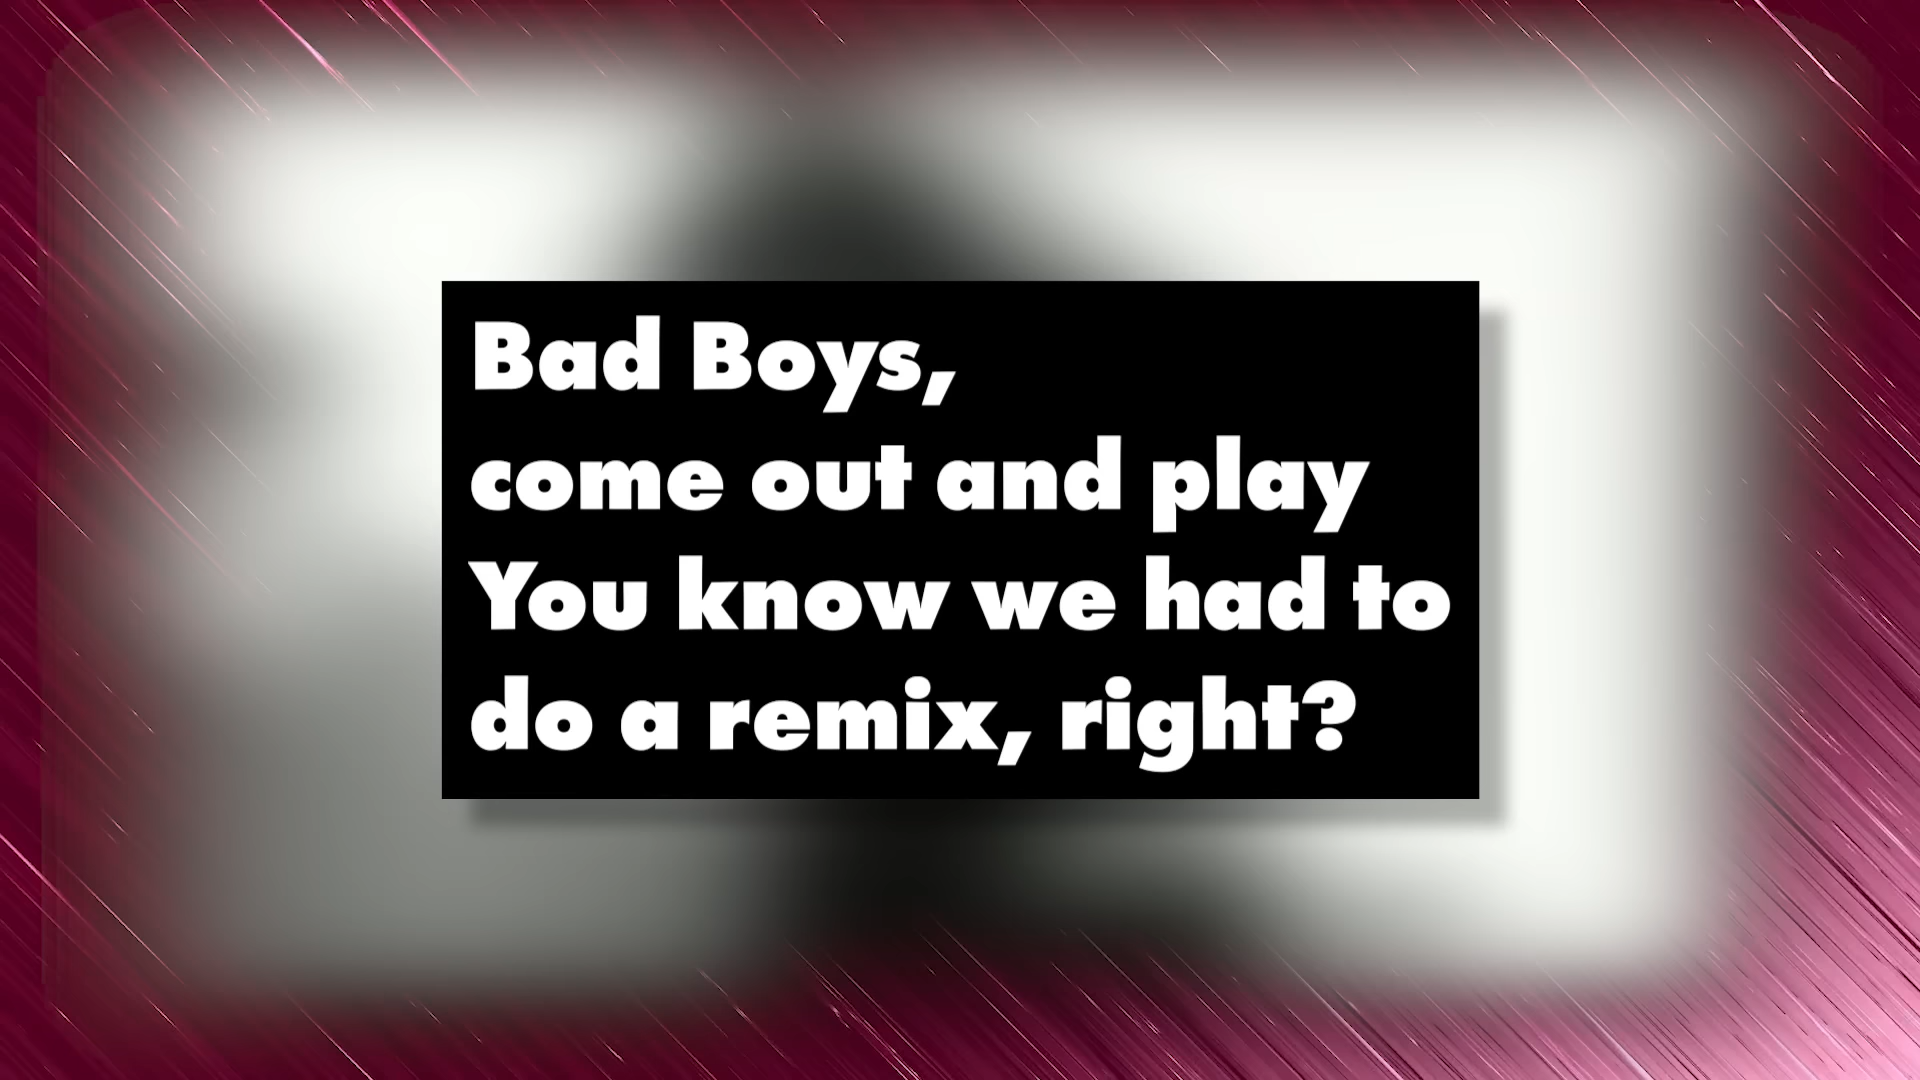 Bad Boys,
come out and play
You know we had to
do a remix, right?